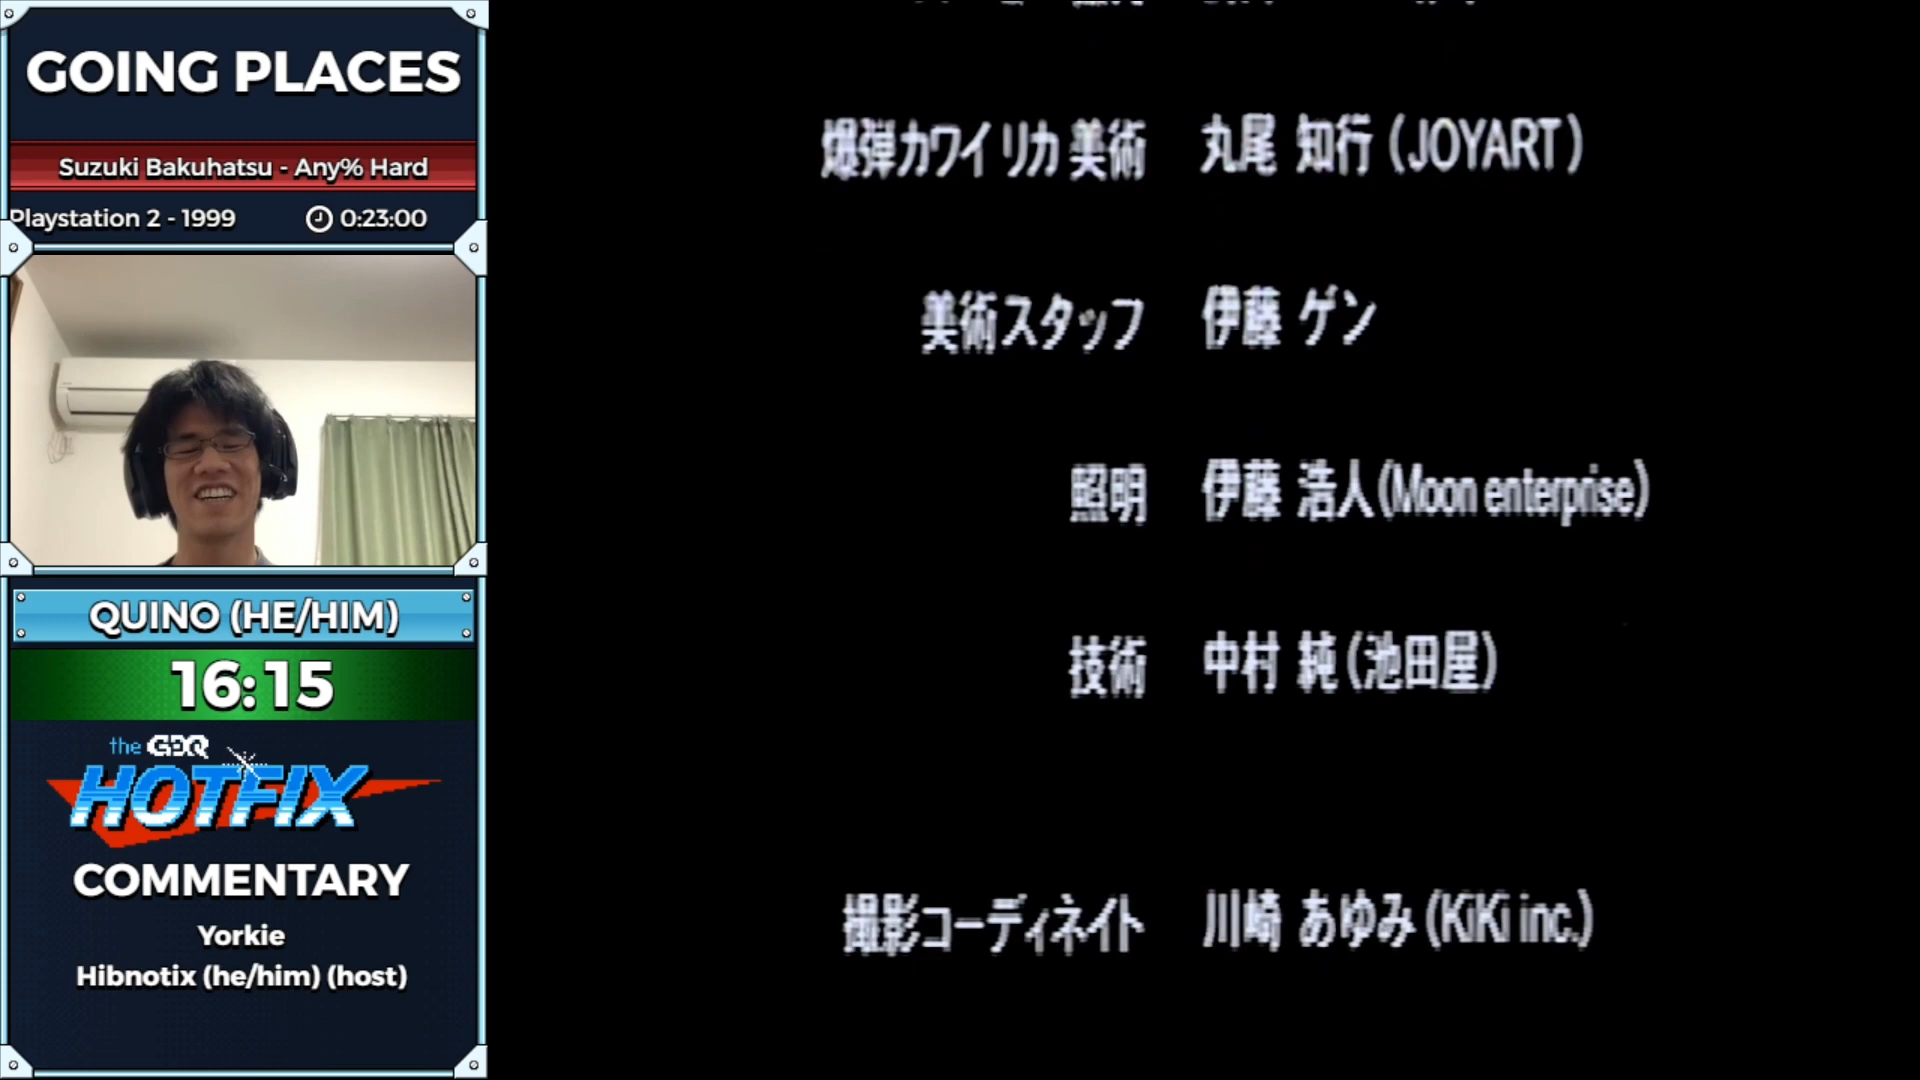 GOING PLACES
Suzuki Bakuhatsu - Any% Hard
Playstation 2 - 1999 0:23:00
QUINO (HE/HIM)
16:15
the GDQ
HOTFIX
COMMENTARY
Yorkie
Hibnotix (he/him) (host)
爆弾カワイリカ 美術 丸尾 知行 (JOYART)
美術スタッフ 伊藤 ゲン
照明 伊藤 浩人(Moon enterprise)
技術 中村 純(池田屋)
撮影コーディネイト 川崎 あゆみ(KiKi inc.)